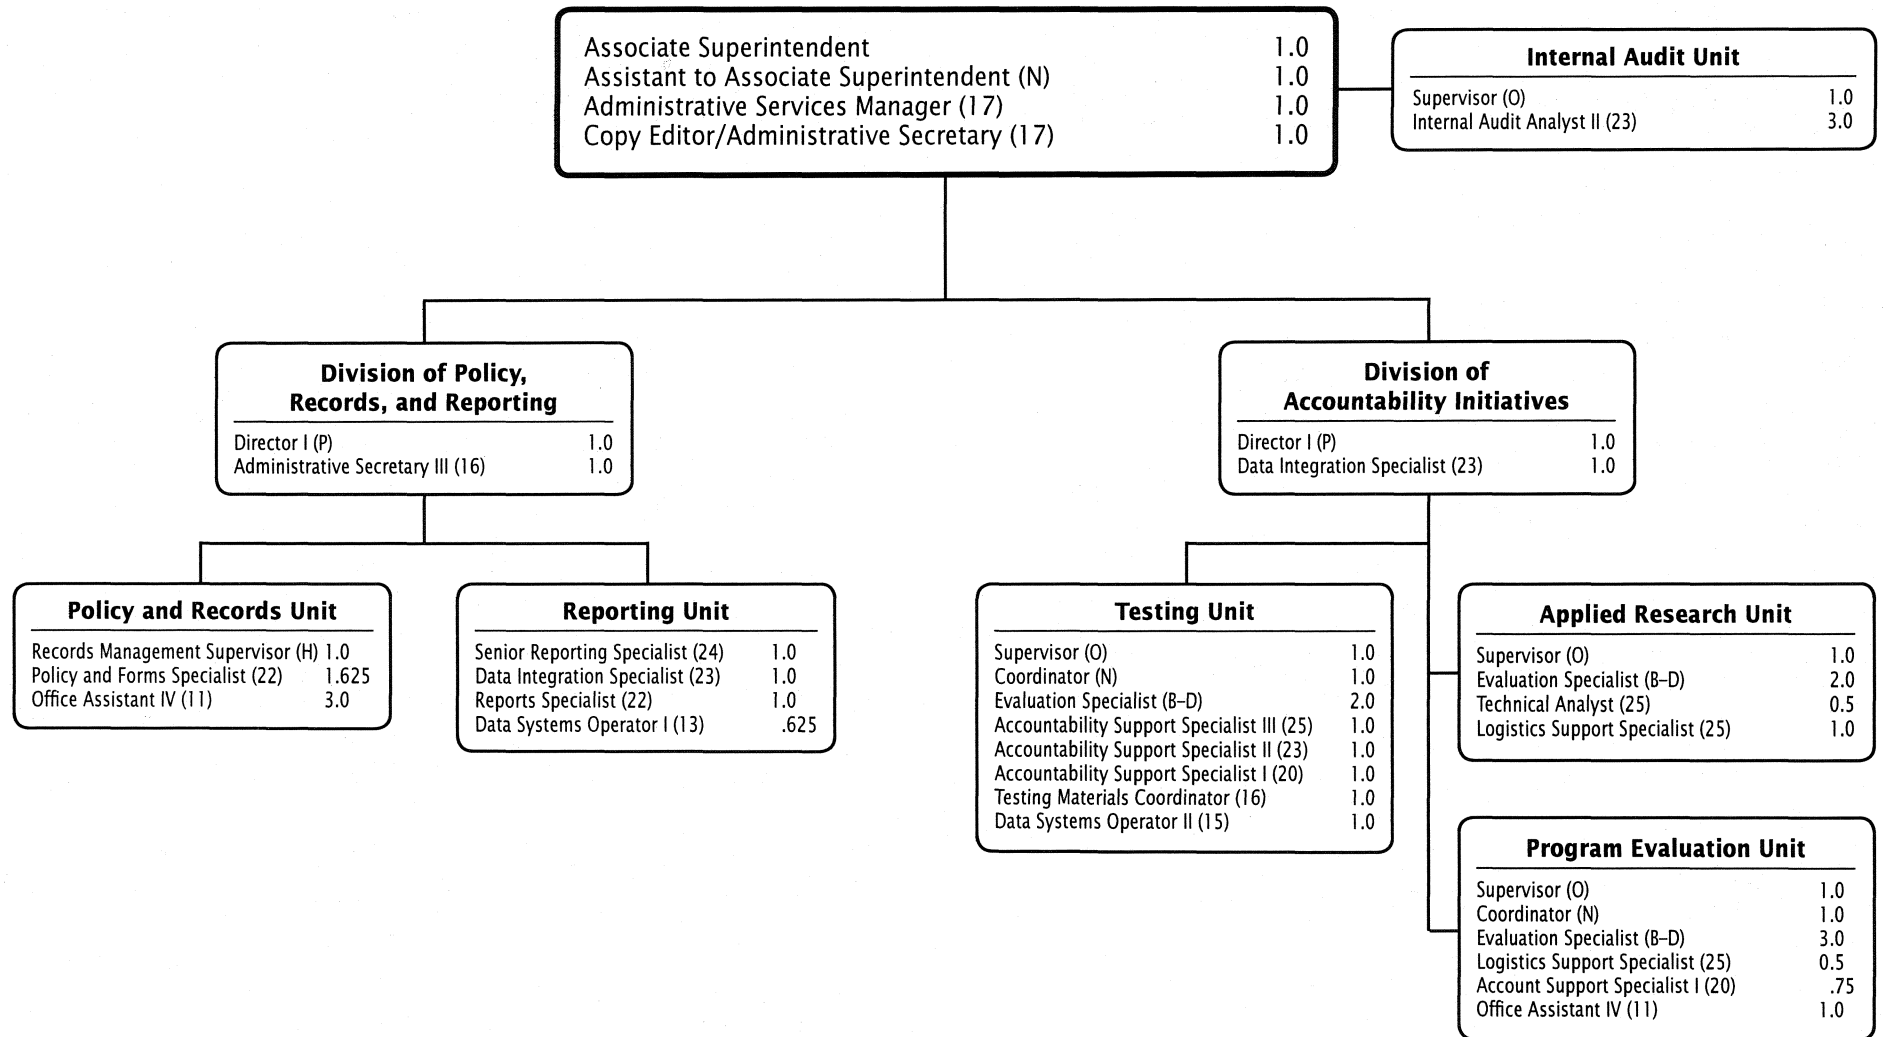 Associate Superintendent 1.0
Assistant to Associate Superintendent (N) 1.0
Administrative Services Manager (17) 1.0
Copy Editor/Administrative Secretary (17) 1.0
Internal Audit Unit
Supervisor (O) 1.0
Internal Audit Analyst II (23) 3.0
Division of Policy,
Records, and Reporting
Director I (P) 1.0
Administrative Secretary III (16) 1.0
Division of
Accountability Initiatives
Director I (P) 1.0
Data Integration Specialist (23) 1.0
Policy and Records Unit
Records Management Supervisor (H) 1.0
Policy and Forms Specialist (22) 1.625
Office Assistant IV (11) 3.0
Reporting Unit
Senior Reporting Specialist (24) 1.0
Data Integration Specialist (23) 1.0
Reports Specialist (22) 1.0
Data Systems Operator I (13) .625
Testing Unit
Supervisor (O) 1.0
Coordinator (N) 1.0
Evaluation Specialist (B–D) 2.0
Accountability Support Specialist III (25) 1.0
Accountability Support Specialist II (23) 1.0
Accountability Support Specialist I (20) 1.0
Testing Materials Coordinator (16) 1.0
Data Systems Operator II (15) 1.0
Applied Research Unit
Supervisor (O) 1.0
Evaluation Specialist (B–D) 2.0
Technical Analyst (25) 0.5
Logistics Support Specialist (25) 1.0
Program Evaluation Unit
Supervisor (O) 1.0
Coordinator (N) 1.0
Evaluation Specialist (B–D) 3.0
Logistics Support Specialist (25) 0.5
Account Support Specialist I (20) .75
Office Assistant IV (11) 1.0